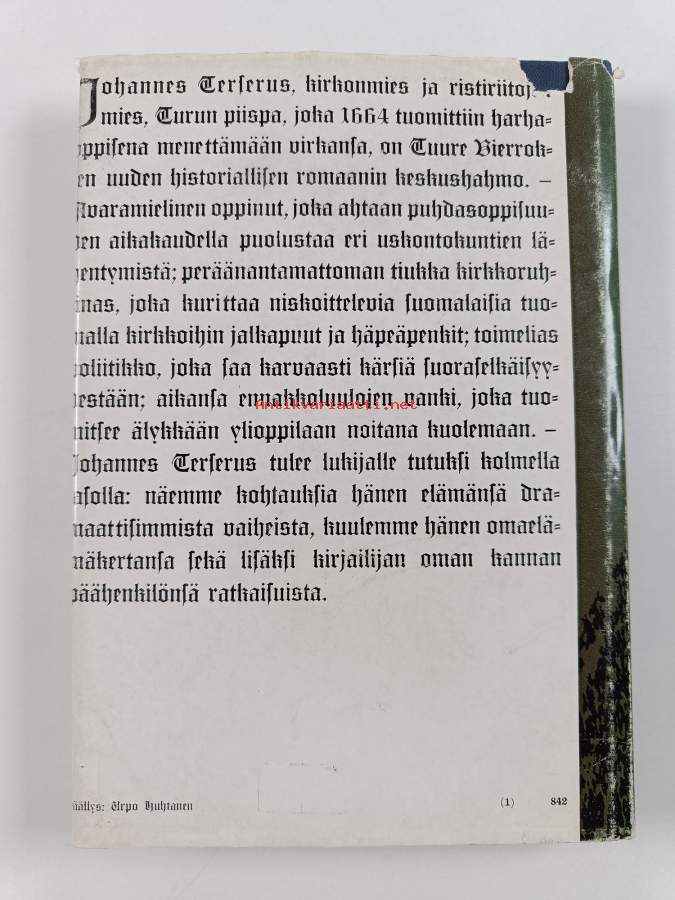 Johannes Terserus, kirkonmies ja ristiriitojen
mies, Turun piispa, joka 1664 tuomittiin harha=
oppisena menettämään virkansa, on Tuure Vierrok=
en uuden historiallisen romaanin keskushahmo. –
Avaramielinen oppinut, joka ahtaan puhdasoppisuu=
den aikakaudella puolustaa eri uskontokuntien lä=
hentymistä; peräänantamattoman tiukka kirkkoruh=
tinas, joka kurittaa niskoittelevia suomalaisia tuo=
malla kirkkoihin jalkapuut ja häpeäpenkit; toimelias
poliitikko, joka saa karvaasti kärsiä suoraselkäisyy=
destään; aikansa ennakkoluulojen vanki, joka tuo=
mitsee älykkään ylioppilaan noitana kuolemaan. –
Johannes Terserus tulee lukijalle tutuksi kolmella
tasolla: näemme kohtauksia hänen elämänsä dra=
maattisimmista vaiheista, kuulemme hänen omaelä=
mäkertansa sekä lisäksi kirjailijan oman kannan
päähenkilönsä ratkaisuista.
Antikvariaatti.net
Päällys: Urpo Huhtanen
(1) 842